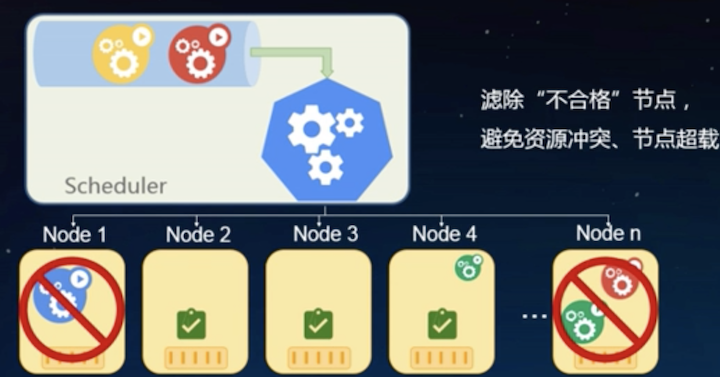 滤除“不合格”节点，
避免资源冲突、节点超载
Scheduler
Node 1
Node 2
Node 3
Node 4
Node n
...